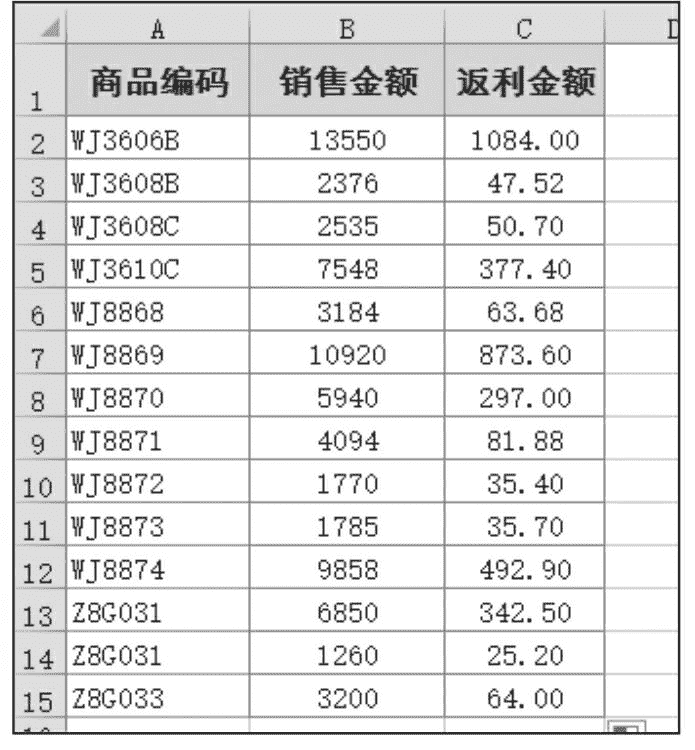 A B C D
1 商品编码 销售金额 返利金额
2 WJ3606B 13550 1084.00
3 WJ3608B 2376 47.52
4 WJ3608C 2535 50.70
5 WJ3610C 7548 377.40
6 WJ8868 3184 63.68
7 WJ8869 10920 873.60
8 WJ8870 5940 297.00
9 WJ8871 4094 81.88
10 WJ8872 1770 35.40
11 WJ8873 1785 35.70
12 WJ8874 9858 492.90
13 Z8G031 6850 342.50
14 Z8G031 1260 25.20
15 Z8G033 3200 64.00